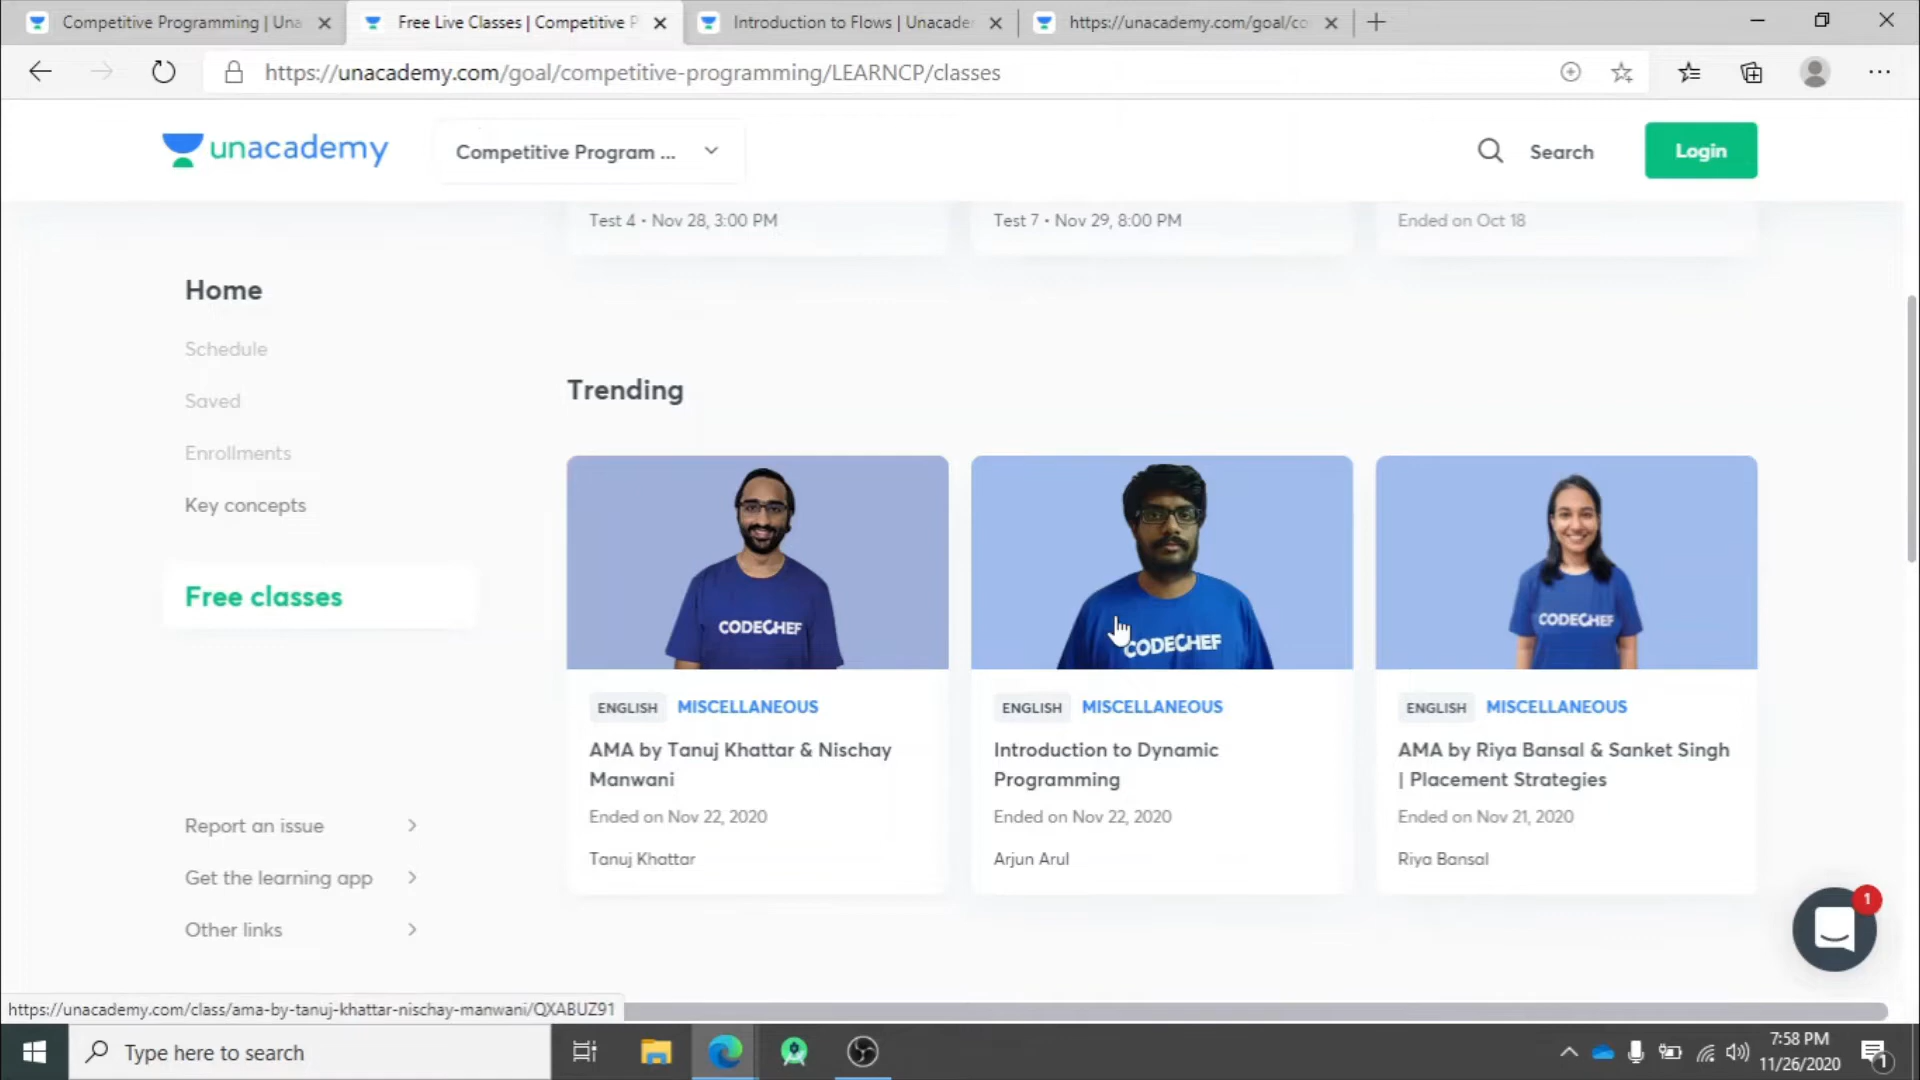 Competitive Programming | Una
Free Live Classes | Competitive P
Introduction to Flows | Unacade
https://unacademy.com/goal/co
https://unacademy.com/goal/competitive-programming/LEARNCP/classes
unacademy
Competitive Program ...
Search
Login
Test 4 • Nov 28, 3:00 PM
Test 7 • Nov 29, 8:00 PM
Ended on Oct 18
Home
Schedule
Saved
Enrollments
Key concepts
Free classes
Report an issue
Get the learning app
Other links
Trending
CODECHEF
ENGLISH MISCELLANEOUS
AMA by Tanuj Khattar & Nischay
Manwani
Ended on Nov 22, 2020
Tanuj Khattar
CODECHEF
ENGLISH MISCELLANEOUS
Introduction to Dynamic
Programming
Ended on Nov 22, 2020
Arjun Arul
CODECHEF
ENGLISH MISCELLANEOUS
AMA by Riya Bansal & Sanket Singh
| Placement Strategies
Ended on Nov 21, 2020
Riya Bansal
1
https://unacademy.com/class/ama-by-tanuj-khattar-nischay-manwani/QXABUZ91
Type here to search
7:58 PM
11/26/2020
1